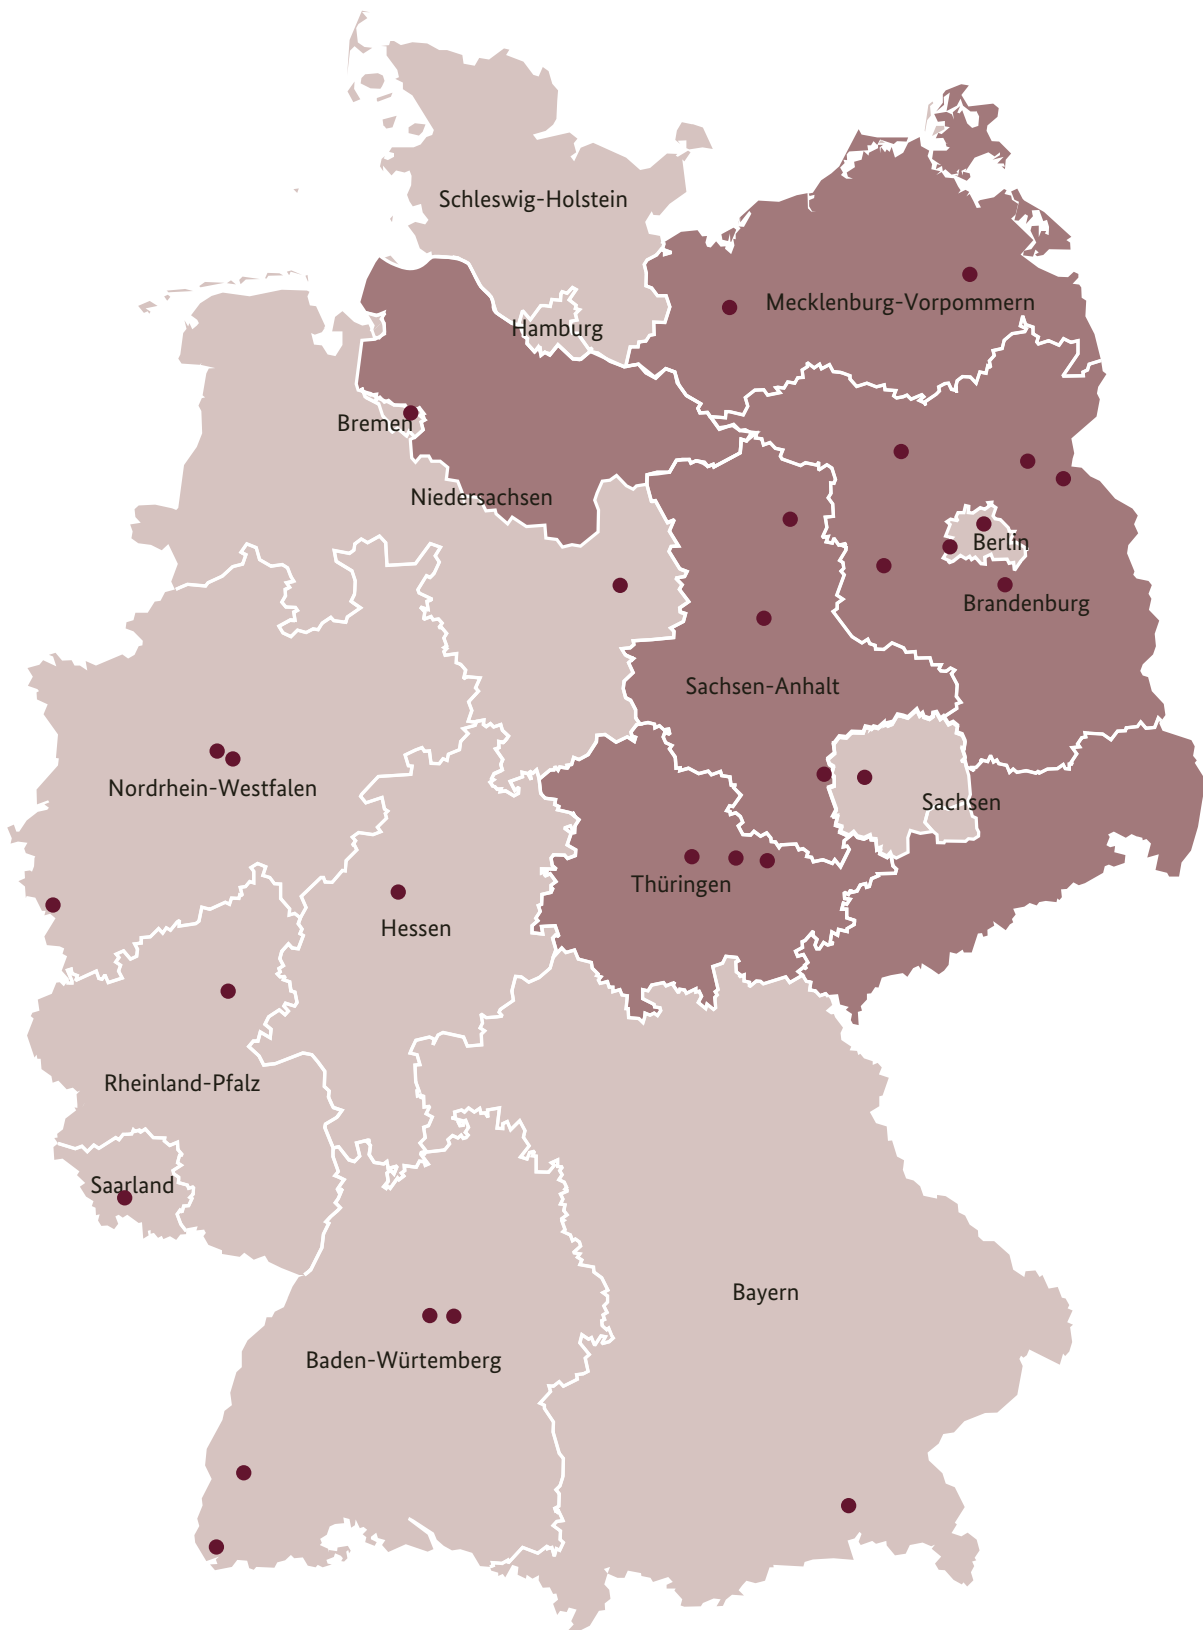 Schleswig-Holstein
Mecklenburg-Vorpommern
Hamburg
Bremen
Niedersachsen
Berlin
Brandenburg
Sachsen-Anhalt
Nordrhein-Westfalen
Sachsen
Thüringen
Hessen
Rheinland-Pfalz
Saarland
Bayern
Baden-Würtemberg